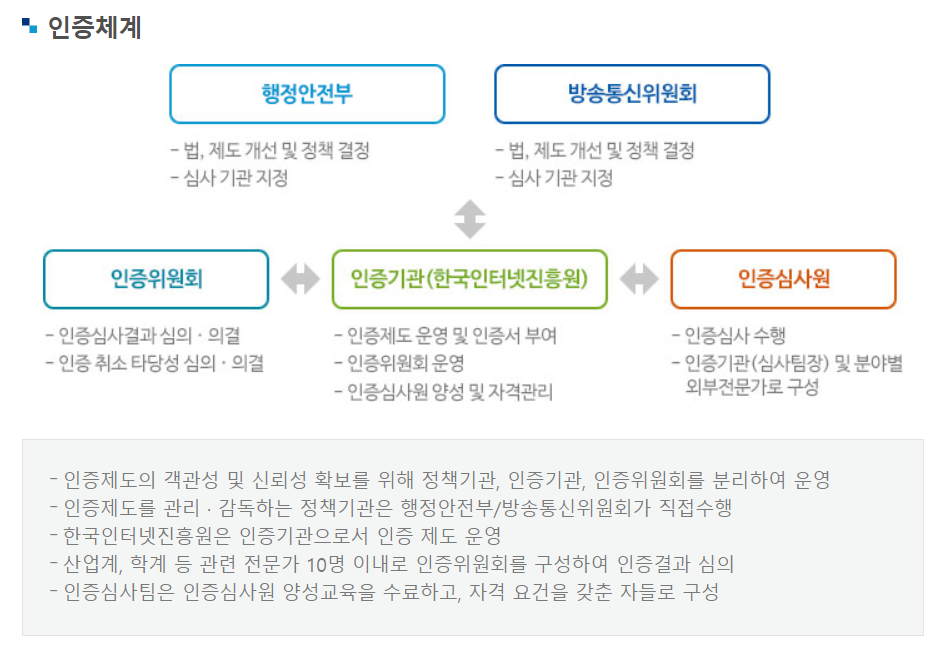 인증체계
행정안전부
방송통신위원회
- 법, 제도 개선 및 정책 결정
- 심사 기관 지정
- 법, 제도 개선 및 정책 결정
- 심사 기관 지정
인증위원회
인증기관(한국인터넷진흥원)
인증심사원
- 인증심사결과 심의 · 의결
- 인증 취소 타당성 심의 · 의결
- 인증제도 운영 및 인증서 부여
- 인증위원회 운영
- 인증심사원 양성 및 자격관리
- 인증심사 수행
- 인증기관(심사팀장) 및 분야별
외부전문가로 구성
- 인증제도의 객관성 및 신뢰성 확보를 위해 정책기관, 인증기관, 인증위원회를 분리하여 운영
- 인증제도를 관리 · 감독하는 정책기관은 행정안전부/방송통신위원회가 직접수행
- 한국인터넷진흥원은 인증기관으로서 인증 제도 운영
- 산업계, 학계 등 관련 전문가 10명 이내로 인증위원회를 구성하여 인증결과 심의
- 인증심사팀은 인증심사원 양성교육을 수료하고, 자격 요건을 갖춘 자들로 구성